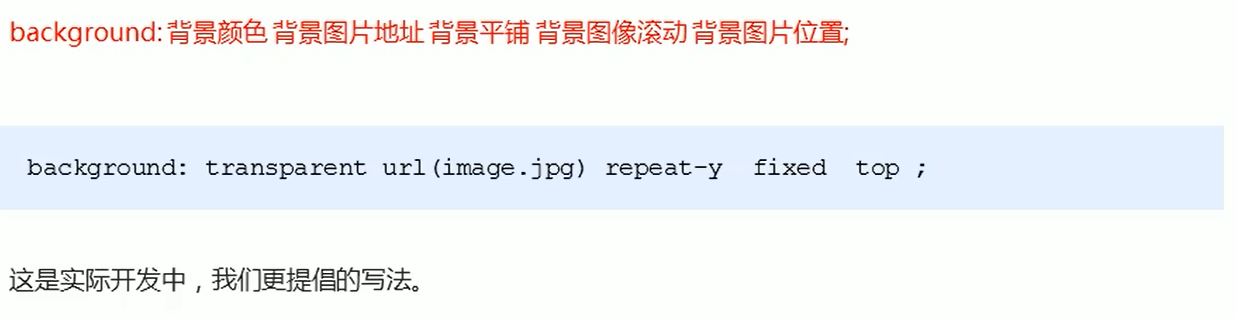 background: 背景颜色 背景图片地址 背景平铺 背景图像滚动 背景图片位置;
background: transparent url(image.jpg) repeat-y  fixed  top ;
这是实际开发中，我们更提倡的写法。